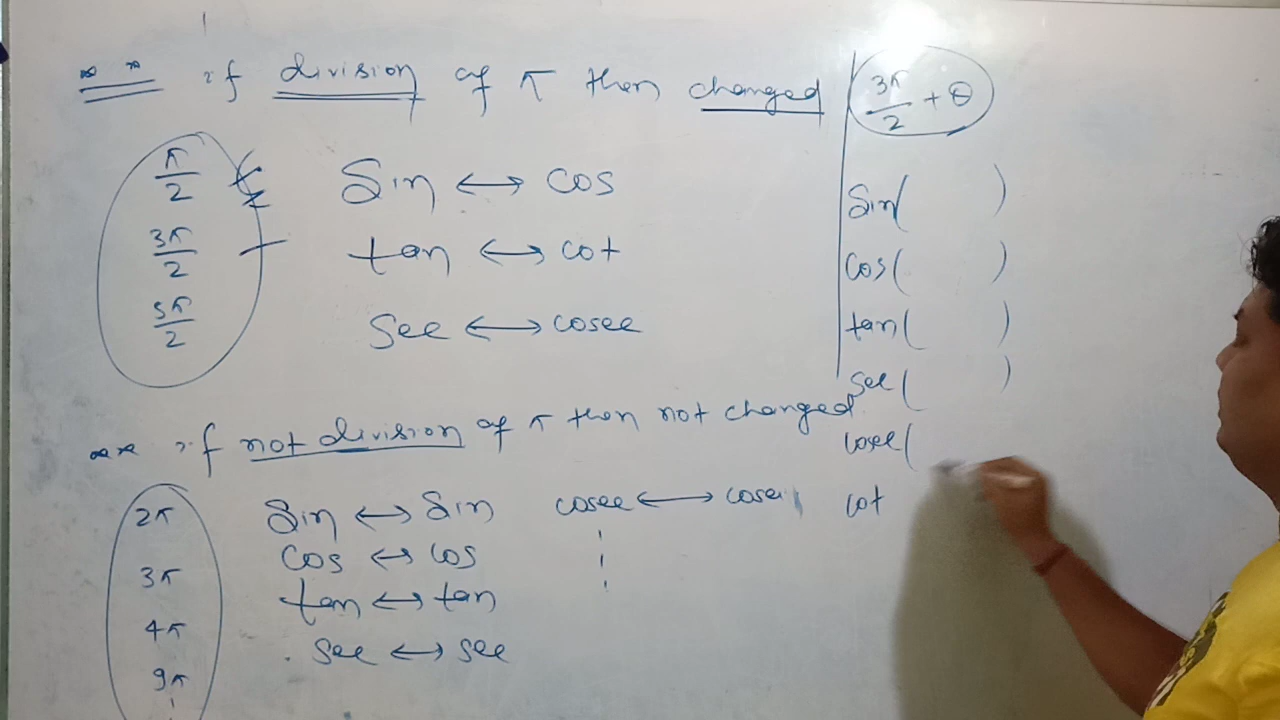 ** if division of π then changed
π/2
3π/2
5π/2
Sin ↔ cos
tan ↔ cot
sec ↔ cosec
** if not division of π then not changed
2π
3π
4π
9π
Sin ↔ Sin
cos ↔ cos
tan ↔ tan
sec ↔ sec
cosec ↔ cosec
3π/2 + θ
Sin( )
cos( )
tan( )
sec( )
cosec(
cot